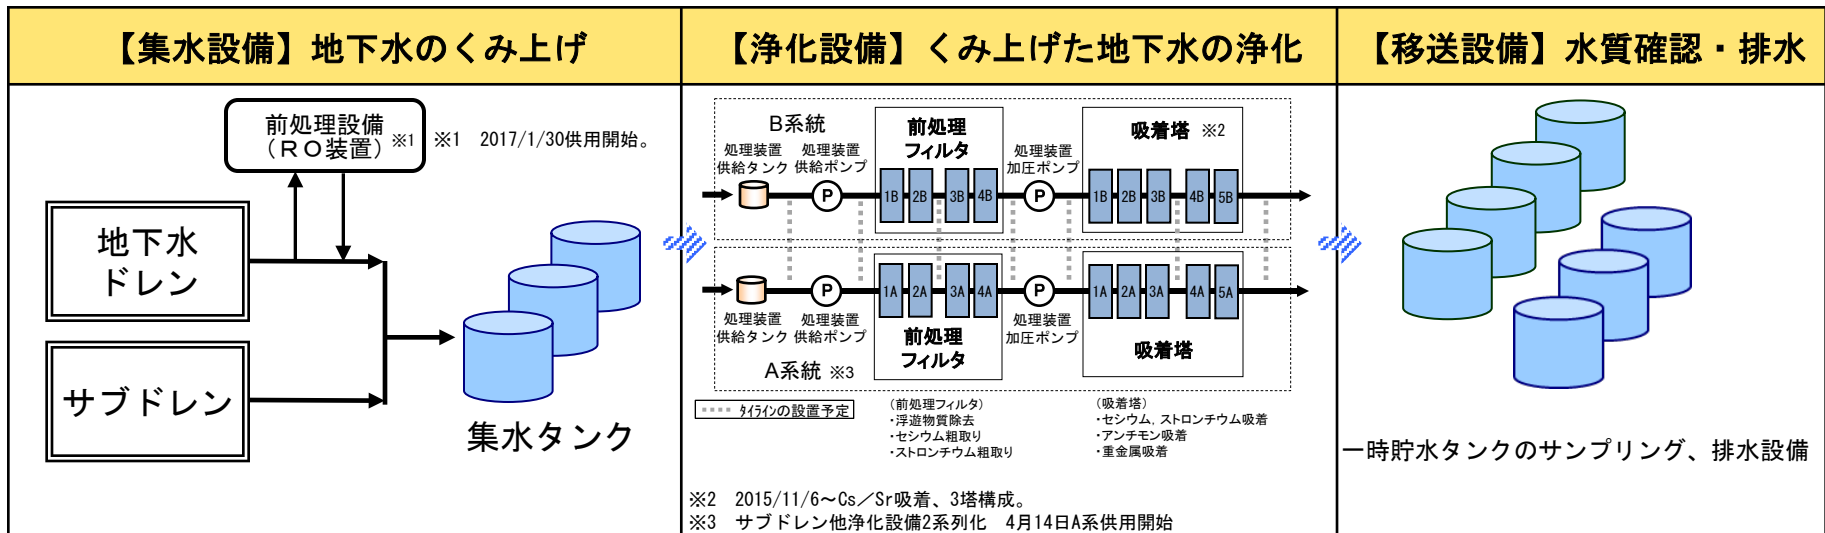 【集水設備】地下水のくみ上げ
前処理設備
（ＲＯ装置）※1
※1　2017/1/30供用開始。
地下水
ドレン
サブドレン
集水タンク
【浄化設備】くみ上げた地下水の浄化
B系統
処理装置
供給タンク
処理装置
供給ポンプ
前処理
フィルタ
処理装置
加圧ポンプ
吸着塔 ※2
P
1B 2B 3B 4B
P
1B 2B 3B 4B 5B
P
1A 2A 3A 4A
P
1A 2A 3A 4A 5A
処理装置
供給タンク
処理装置
供給ポンプ
前処理
フィルタ
処理装置
加圧ポンプ
吸着塔
A系統 ※3
ﾀｲﾗｲﾝの設置予定
（前処理フィルタ）
・浮遊物質除去
・セシウム粗取り
・ストロンチウム粗取り
（吸着塔）
・セシウム, ストロンチウム吸着
・アンチモン吸着
・重金属吸着
※2　2015/11/6～Cs／Sr吸着、3塔構成。
※3　サブドレン他浄化設備2系列化　4月14日A系供用開始
【移送設備】水質確認・排水
一時貯水タンクのサンプリング、排水設備